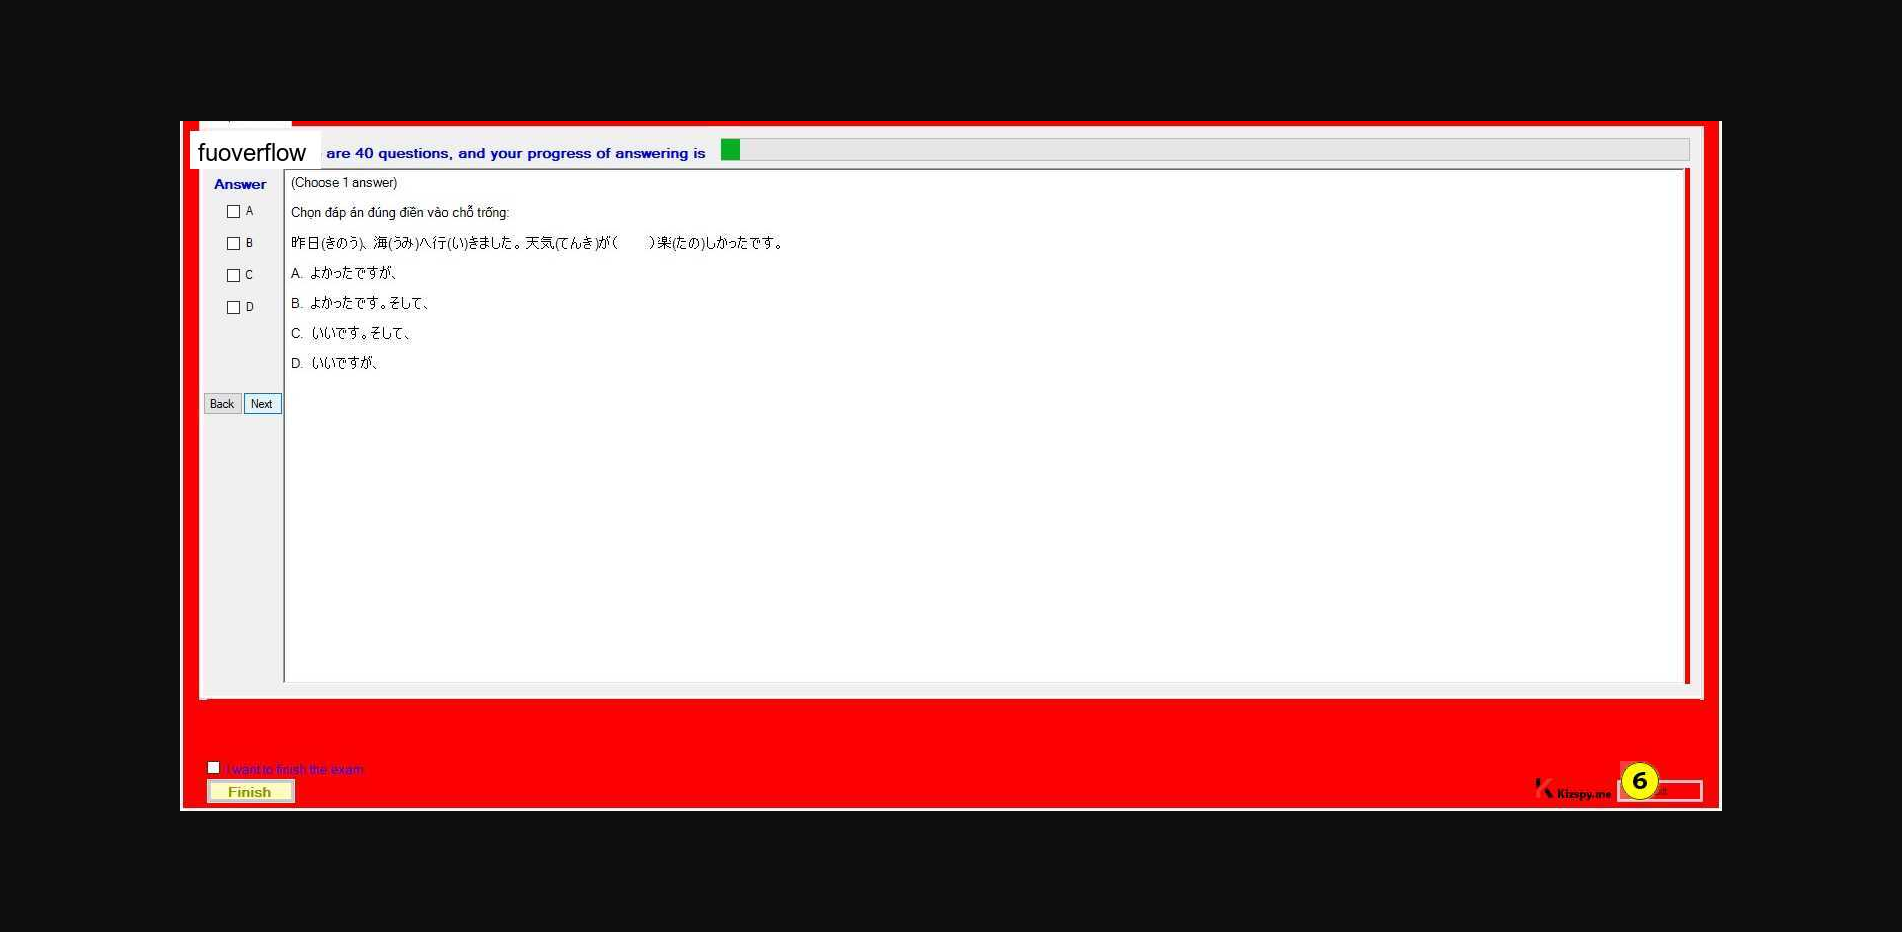 fuoverflow are 40 questions, and your progress of answering is
Answer
(Choose 1 answer)
A
Chọn đáp án đúng điền vào chỗ trống:
B
昨日(きのう)、海(うみ)へ行(い)きました。天気(てんき)が(　　)楽(たの)しかったです。
C
A. よかったですが、
D
B. よかったです。そして、
C. いいです。そして、
D. いいですが、
Back Next
I want to finish the exam
Finish
Kizspy.me
6